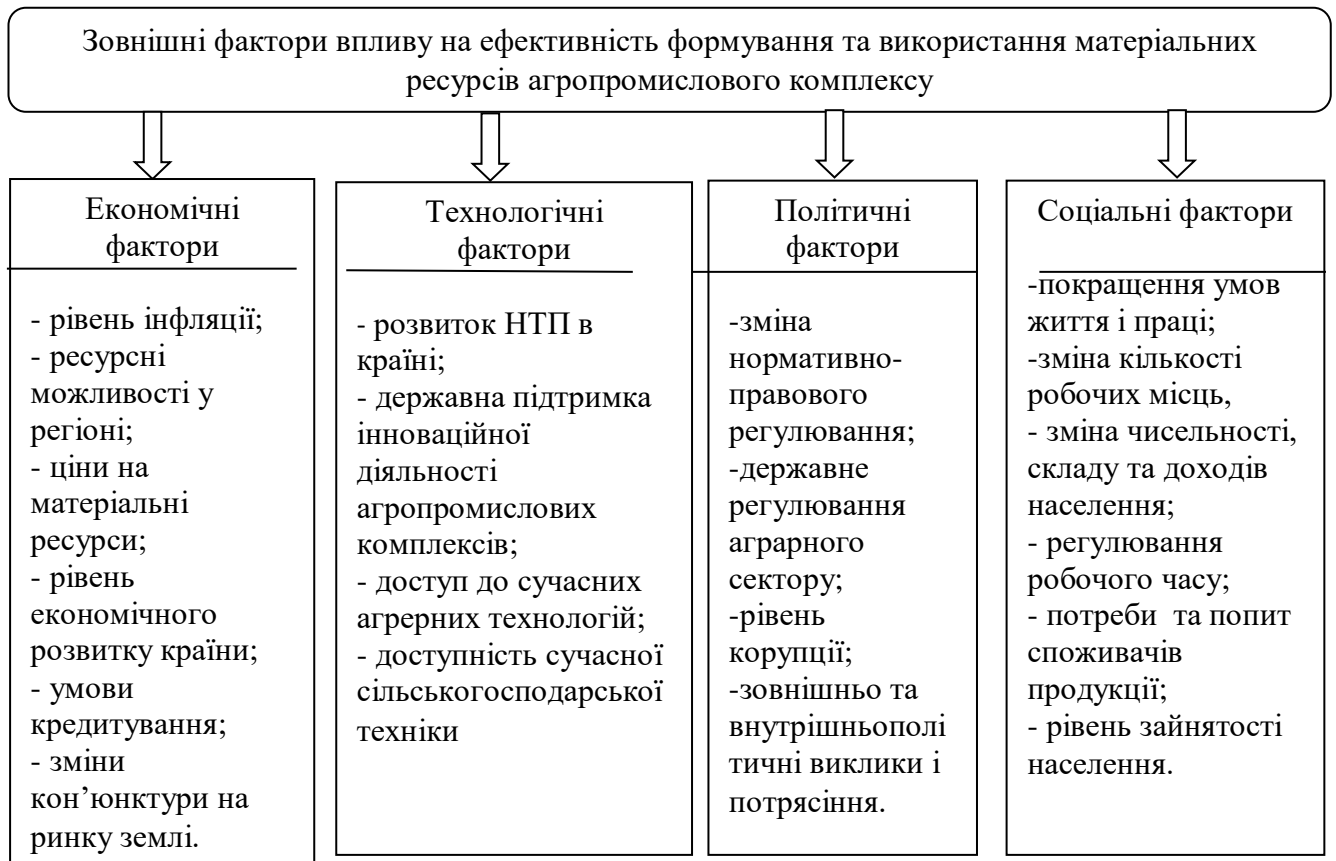 Зовнішні фактори впливу на ефективність формування та використання матеріальних
ресурсів агропромислового комплексу
Економічні
фактори
- рівень інфляції;
- ресурсні
можливості у
регіоні;
- ціни на
матеріальні
ресурси;
- рівень
економічного
розвитку країни;
- умови
кредитування;
- зміни
кон’юнктури на
ринку землі.
Технологічні
фактори
- розвиток НТП в
країні;
- державна підтримка
інноваційної
діяльності
агропромислових
комплексів;
- доступ до сучасних
агрерних технологій;
- доступність сучасної
сільськогосподарської
техніки
Політичні
фактори
-зміна
нормативно-
правового
регулювання;
-державне
регулювання
аграрного
сектору;
-рівень
корупції;
-зовнішньо та
внутрішньополі
тичні виклики і
потрясіння.
Соціальні фактори
-покращення умов
життя і праці;
-зміна кількості
робочих місць,
- зміна чисельності,
складу та доходів
населення;
- регулювання
робочого часу;
- потреби  та попит
споживачів
продукції;
- рівень зайнятості
населення.